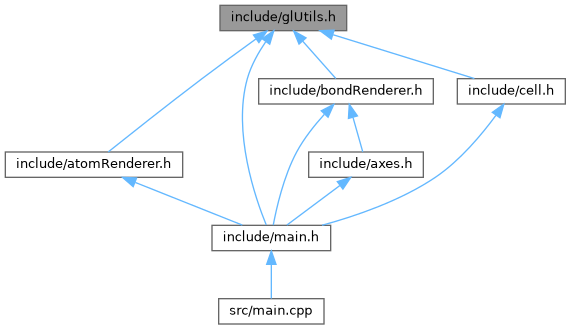 include/glUtils.h
include/bondRenderer.h
include/cell.h
include/atomRenderer.h
include/axes.h
include/main.h
src/main.cpp